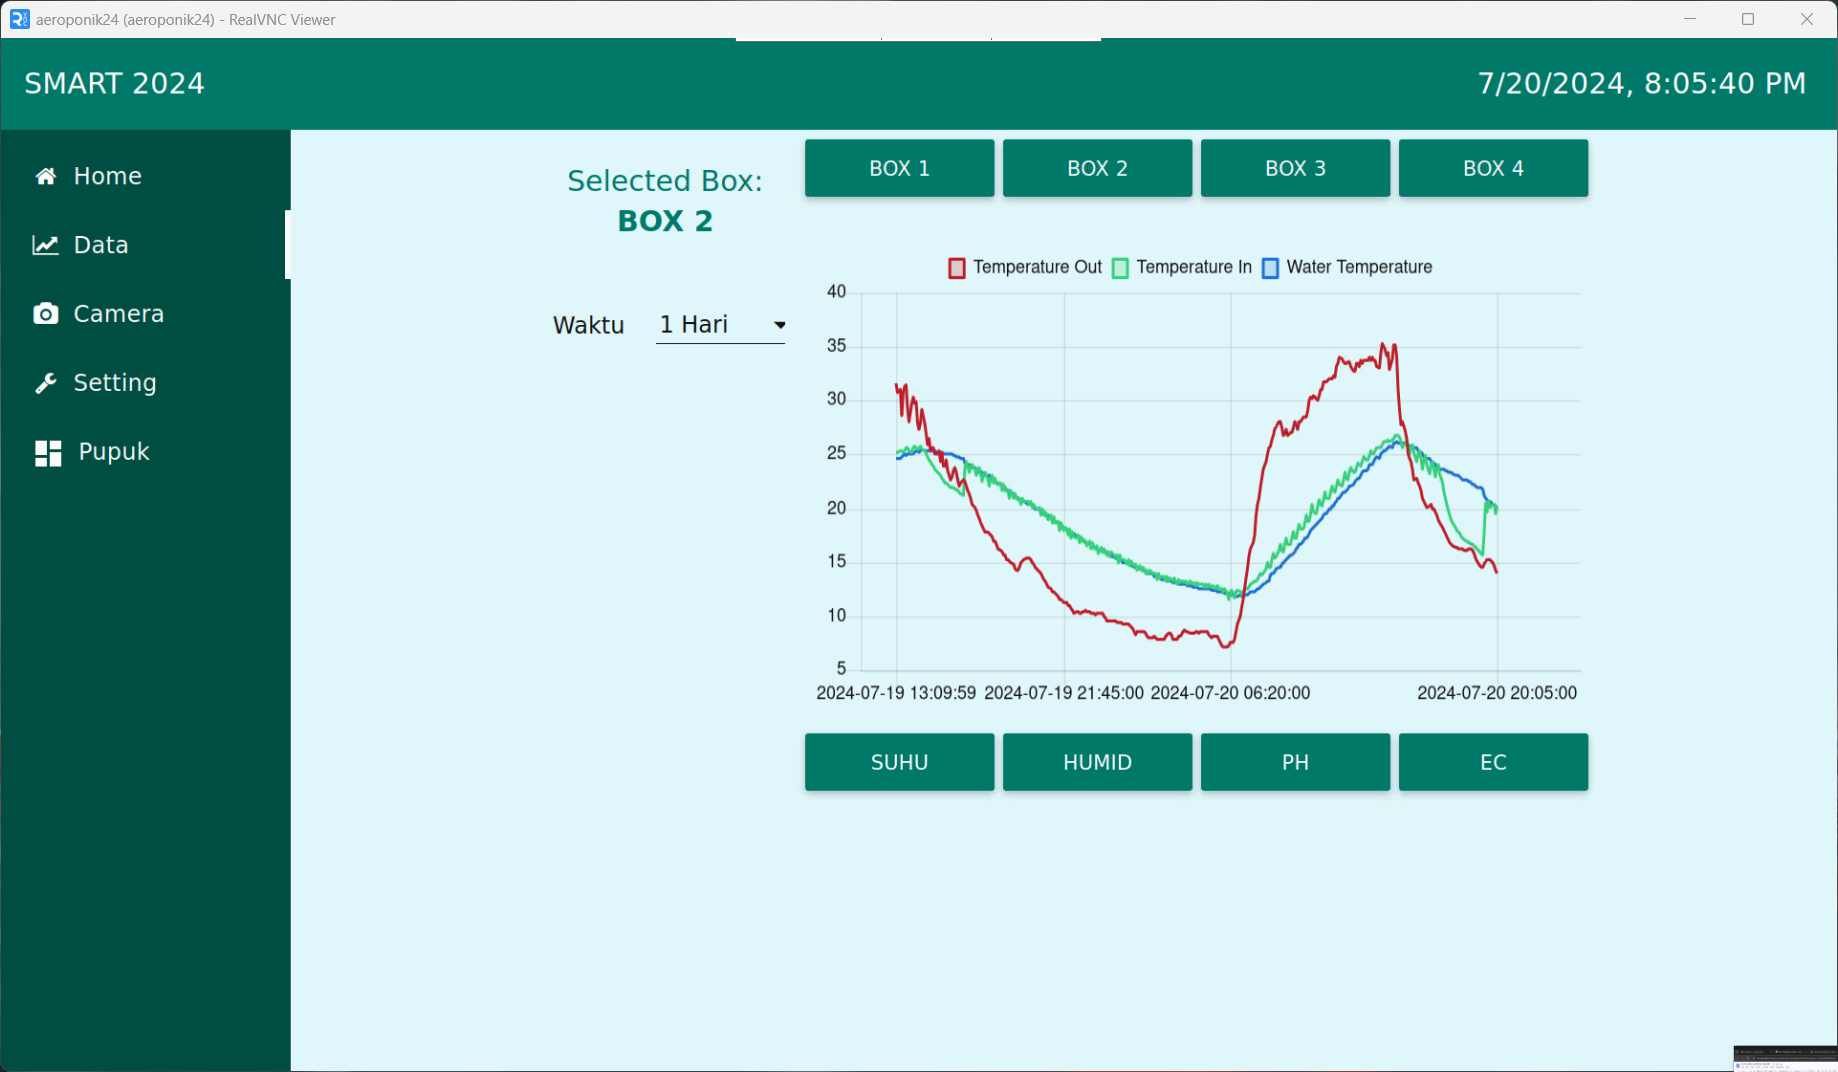 aeroponik24 (aeroponik24) - RealVNC Viewer
SMART 2024
7/20/2024, 8:05:40 PM
Home
Data
Camera
Setting
Pupuk
Selected Box:
BOX 2
Waktu
1 Hari
BOX 1
BOX 2
BOX 3
BOX 4
Temperature Out
Temperature In
Water Temperature
40
35
30
25
20
15
10
5
2024-07-19 13:09:59
2024-07-19 21:45:00
2024-07-20 06:20:00
2024-07-20 20:05:00
SUHU
HUMID
PH
EC